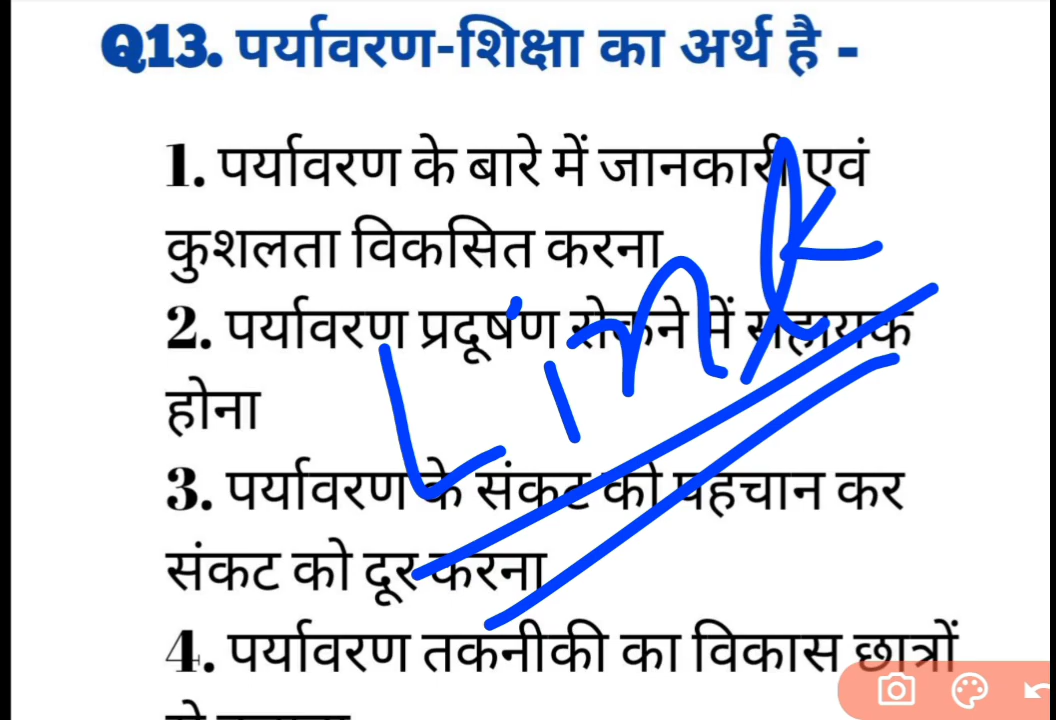 Q13. पर्यावरण-शिक्षा का अर्थ है -
1. पर्यावरण के बारे में जानकारी एवं
कुशलता विकसित करना
2. पर्यावरण प्रदूषण रोकने में सहायक
होना
3. पर्यावरण के संकट को पहचान कर
संकट को दूर करना
4. पर्यावरण तकनीकी का विकास छात्रों
Link